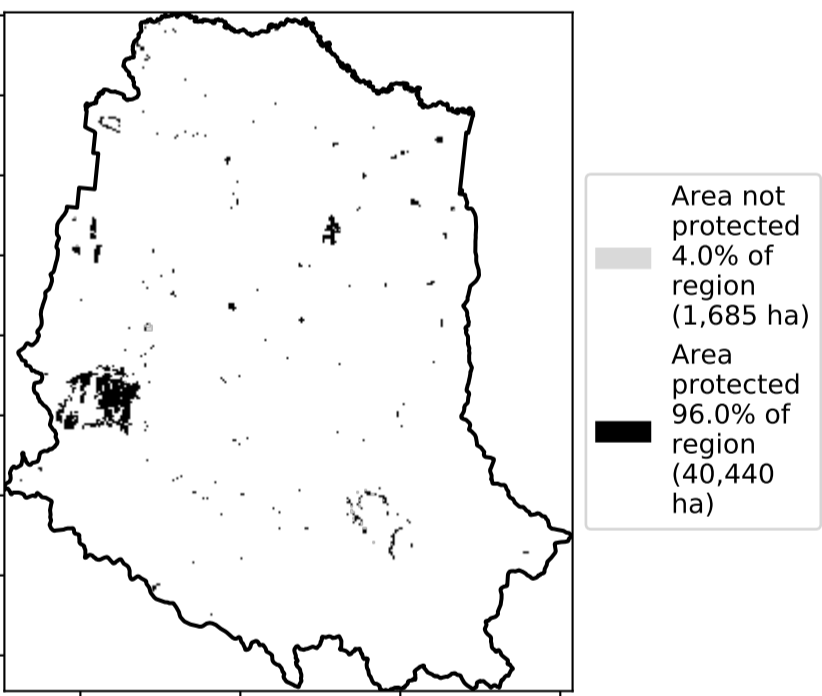 Area not
protected
4.0% of
region
(1,685 ha)
Area
protected
96.0% of
region
(40,440
ha)